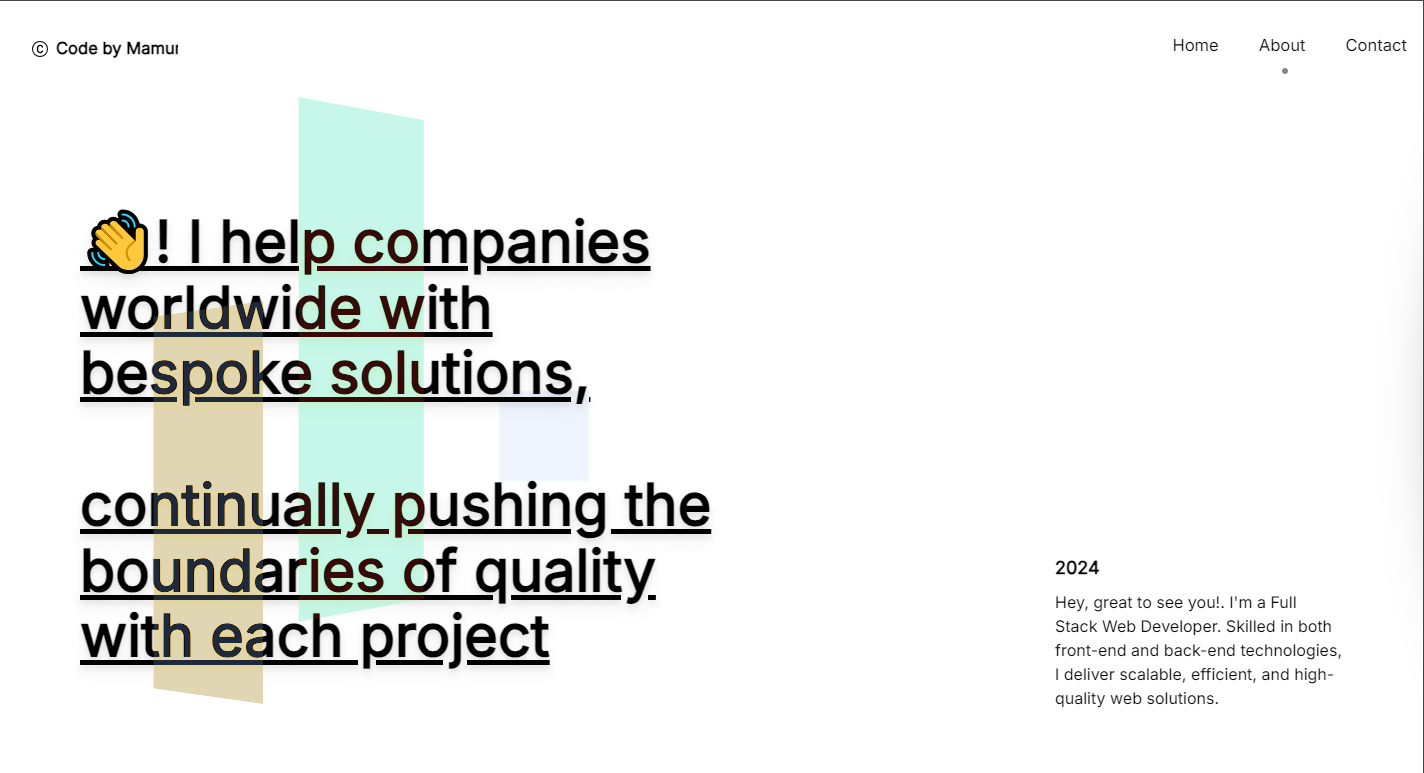 © Code by Mamur
Home About Contact
👋! I help companies
worldwide with
bespoke solutions,
continually pushing the
boundaries of quality
with each project
2024
Hey, great to see you!. I'm a Full
Stack Web Developer. Skilled in both
front-end and back-end technologies,
I deliver scalable, efficient, and high-
quality web solutions.